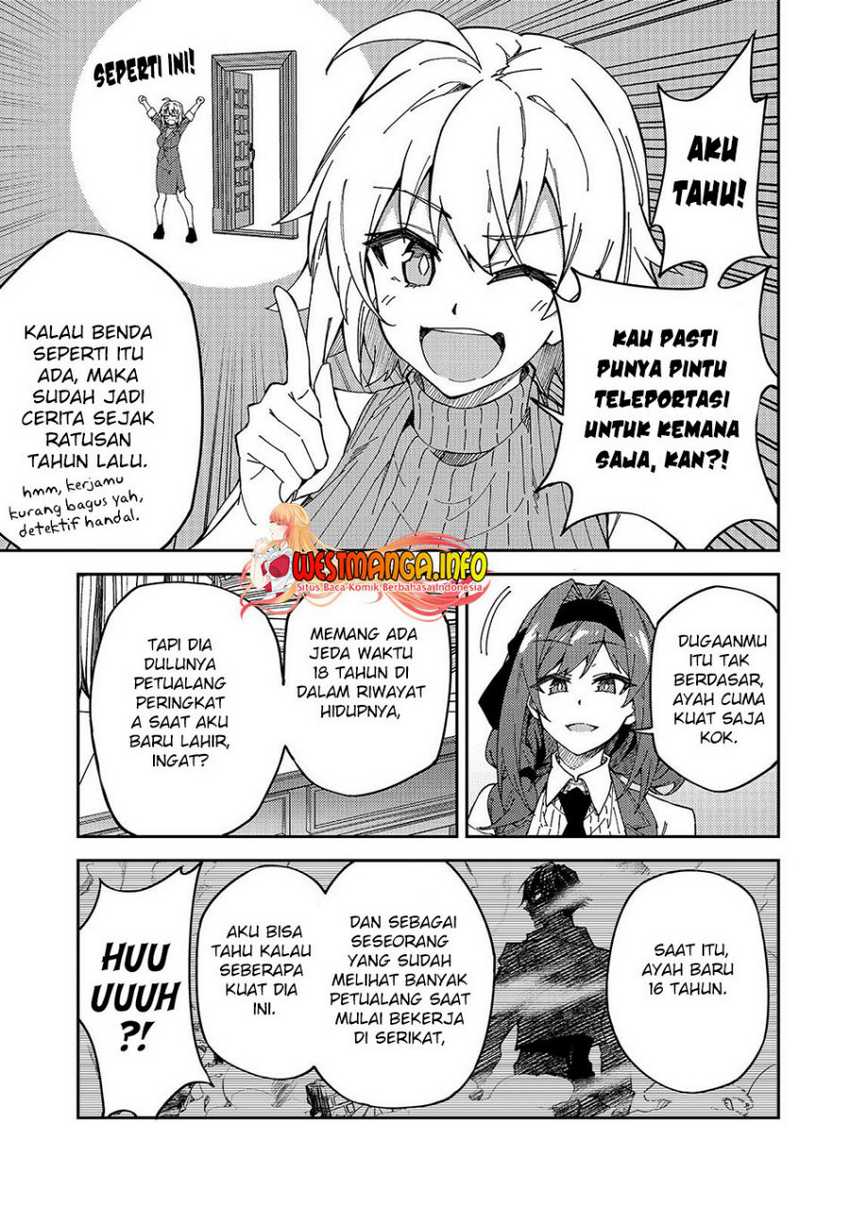 AKU
TAHU!
SEPERTI INI!
KAU PASTI
PUNYA PINTU
TELEPORTASI
UNTUK KEMANA
SAJA, KAN?!
KALAU BENDA
SEPERTI ITU
ADA, MAKA
SUDAH JADI
CERITA SEJAK
RATUSAN
TAHUN LALU.
hmm, kerjamu
kurang bagus yah,
detektif handal.
WESTMANGA.INFO
Situs Baca Komik Berbahasa Indonesia
DUGAANMU
ITU TAK
BERDASAR,
AYAH CUMA
KUAT SAJA
KOK.
MEMANG ADA
JEDA WAKTU
18 TAHUN DI
DALAM RIWAYAT
HIDUPNYA,
TAPI DIA
DULUNYA
PETUALANG
PERINGKAT
A SAAT AKU
BARU LAHIR,
INGAT?
SAAT ITU,
AYAH BARU
16 TAHUN.
DAN SEBAGAI
SESEORANG
YANG SUDAH
MELIHAT BANYAK
PETUALANG SAAT
MULAI BEKERJA
DI SERIKAT,
AKU BISA
TAHU KALAU
SEBERAPA
KUAT DIA
INI.
HUU
UUUH
?!